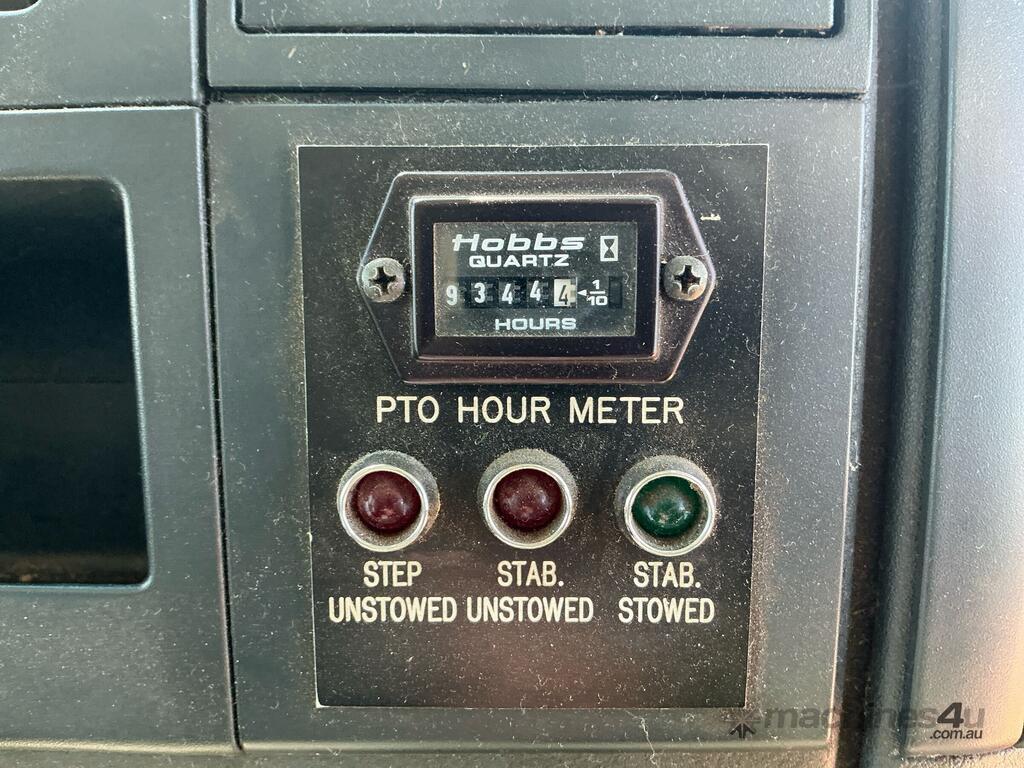 Hobbs
QUARTZ
9 3 4 4 4 1/10
HOURS
PTO HOUR METER
STEP UNSTOWED
STAB. UNSTOWED
STAB. STOWED
machines4u
.com.au